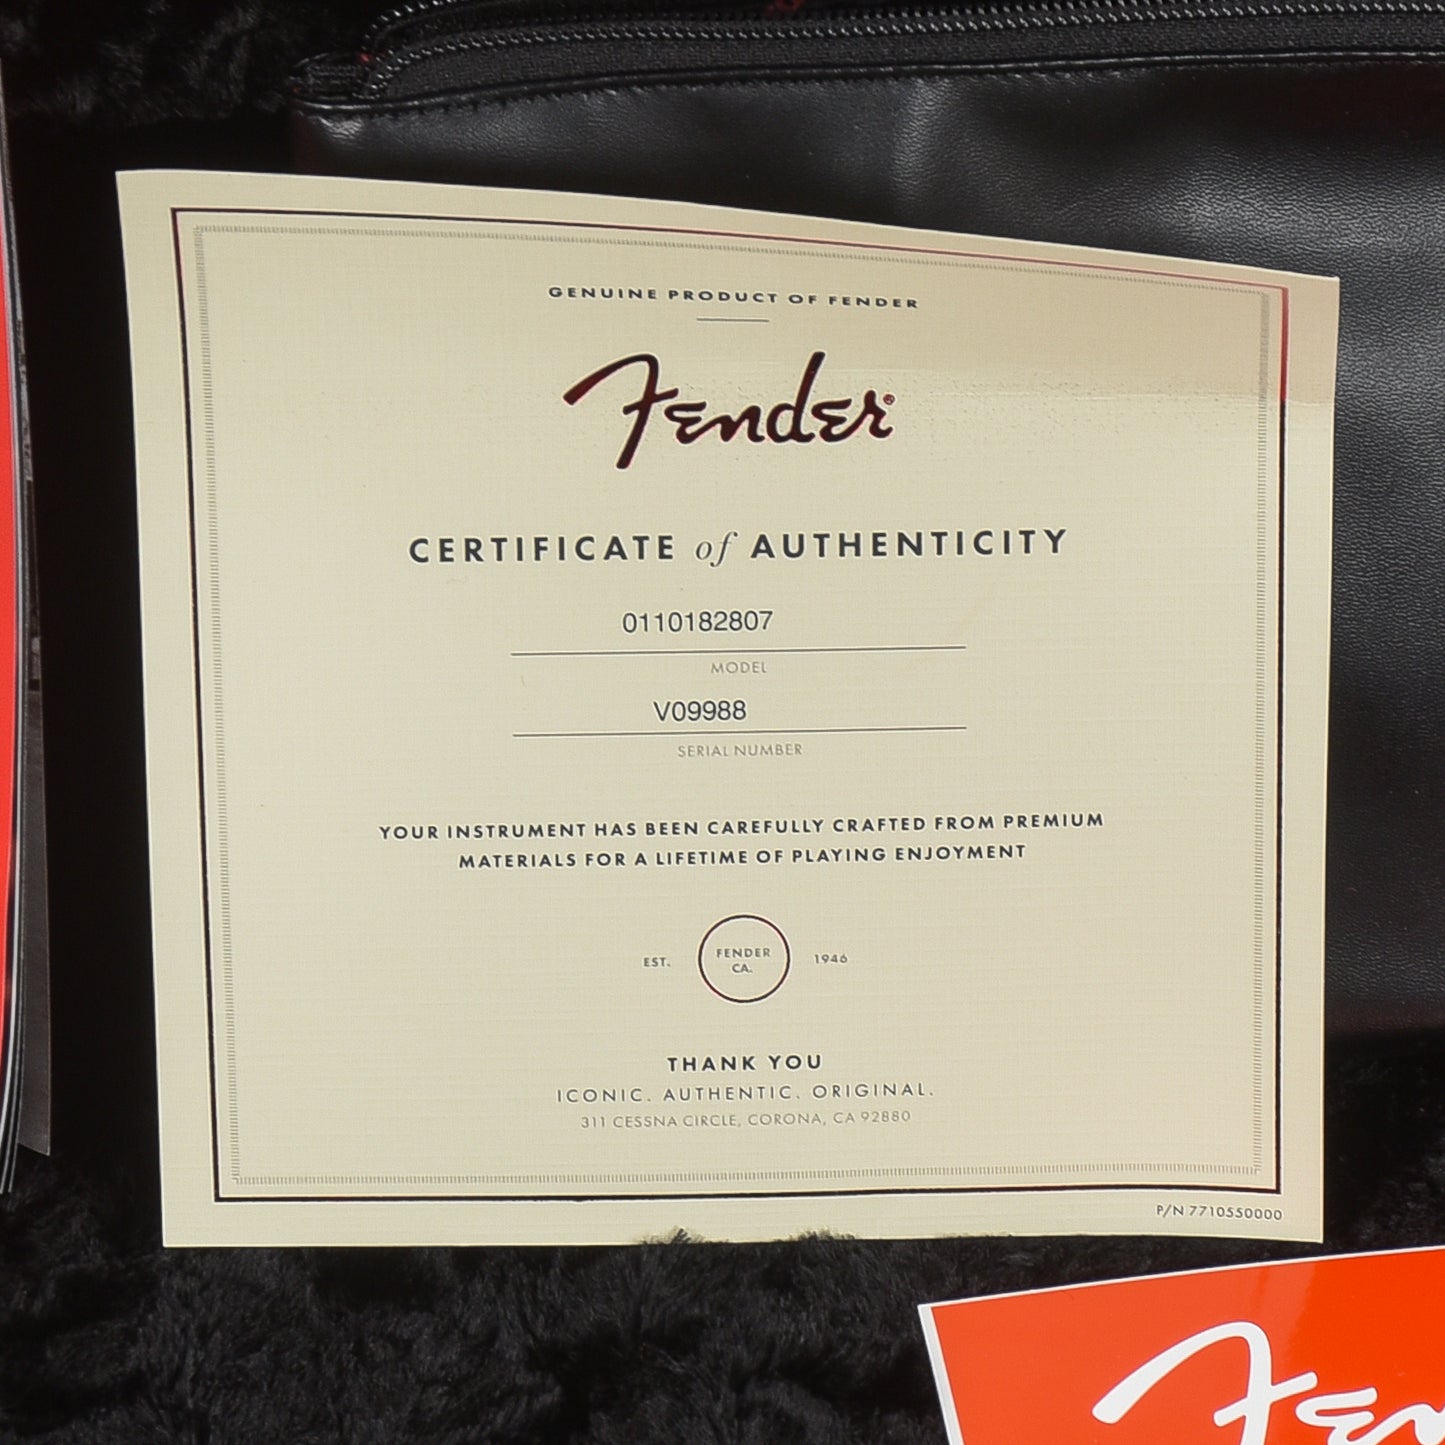 GENUINE PRODUCT OF FENDER
Fender®
CERTIFICATE of AUTHENTICITY
0110182807
MODEL
V09988
SERIAL NUMBER
YOUR INSTRUMENT HAS BEEN CAREFULLY CRAFTED FROM PREMIUM
MATERIALS FOR A LIFETIME OF PLAYING ENJOYMENT
EST. FENDER CA. 1946
THANK YOU
ICONIC. AUTHENTIC. ORIGINAL.
311 CESSNA CIRCLE, CORONA, CA 92880
P/N 7710550000
Fen